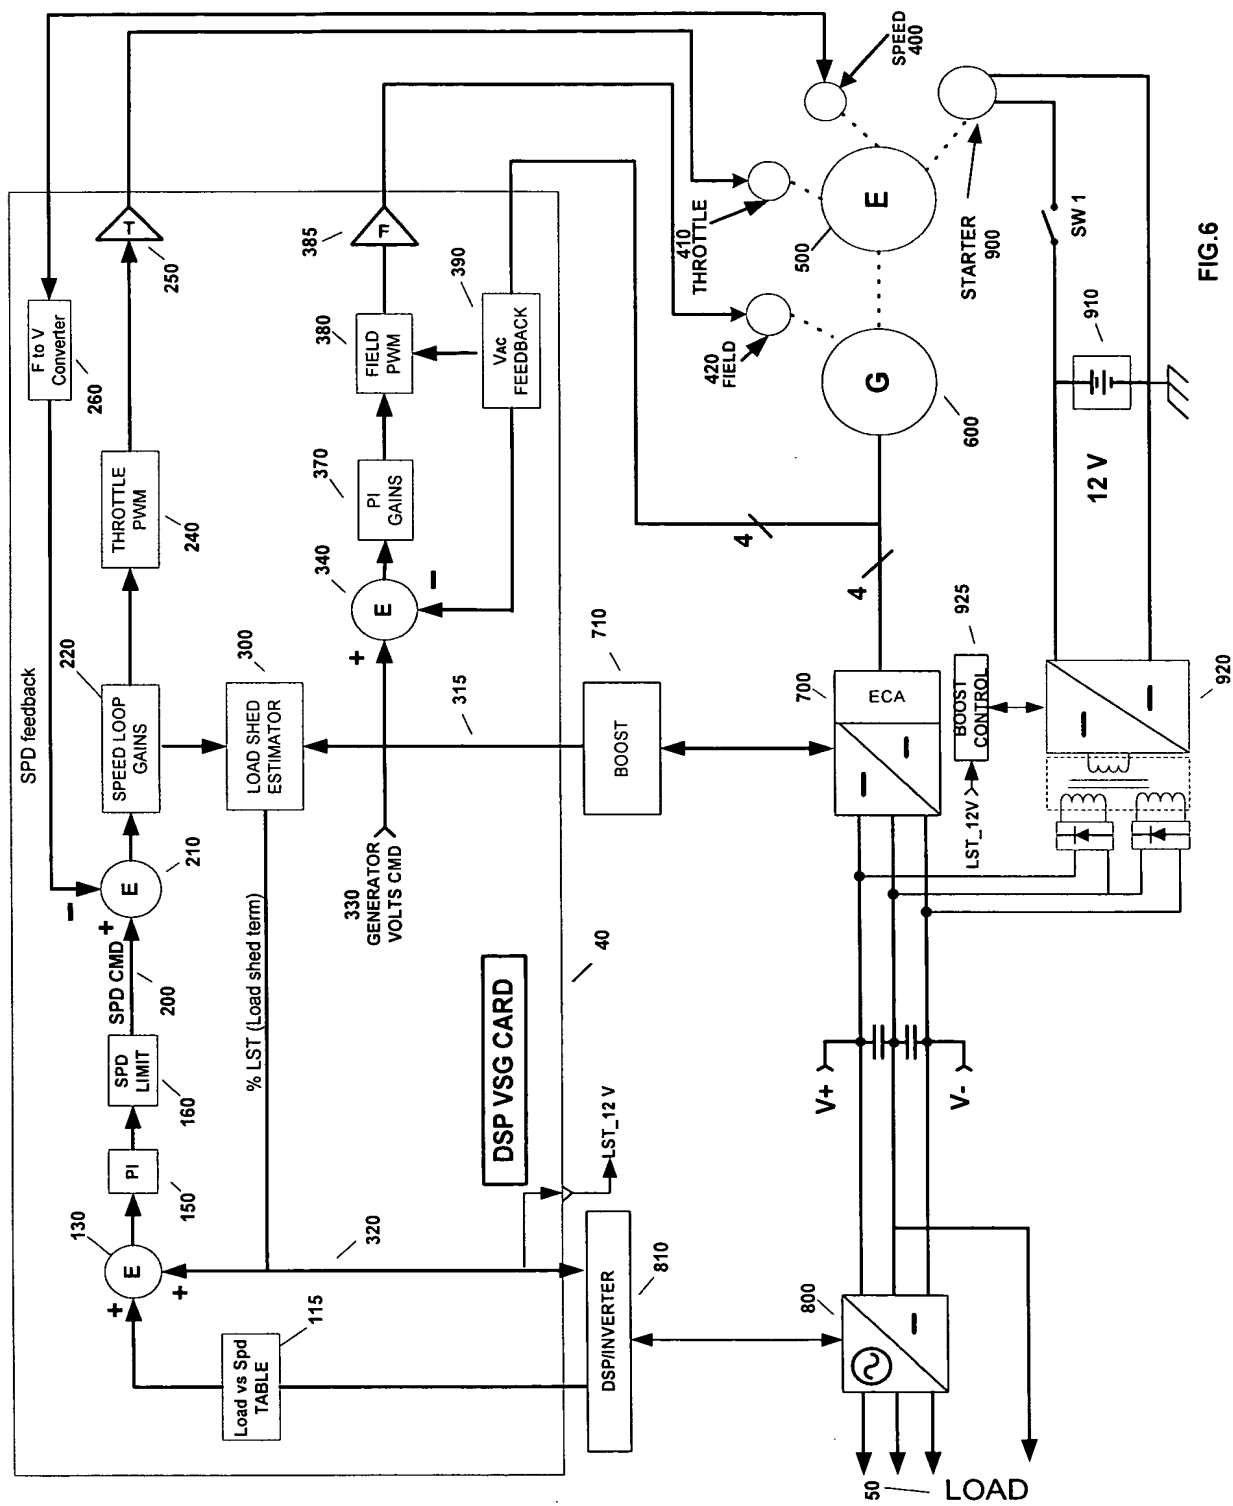 SPD feedback
F to V
Converter
260
T
250
THROTTLE
PWM
240
220
SPEED LOOP
GAINS
E
210
−
+
SPD CMD
200
SPD
LIMIT
160
PI
150
130
E
+
+
Load vs Spd
TABLE
115
300
LOAD SHED
ESTIMATOR
% LST (Load shed term)
320
315
330
GENERATOR
VOLTS CMD
+
340
E
−
370
PI
GAINS
380
FIELD
PWM
385
F
390
VAC
FEEDBACK
DSP VSG CARD
40
LST_12 V
DSP/INVERTER
810
710
BOOST
SPEED
400
410
THROTTLE
E
500
STARTER
900
SW 1
420
FIELD
G
600
910
12 V
4
4
700
ECA
925
BOOST
CONTROL
LST_12V
920
V+
V-
800
50
LOAD
FIG.6